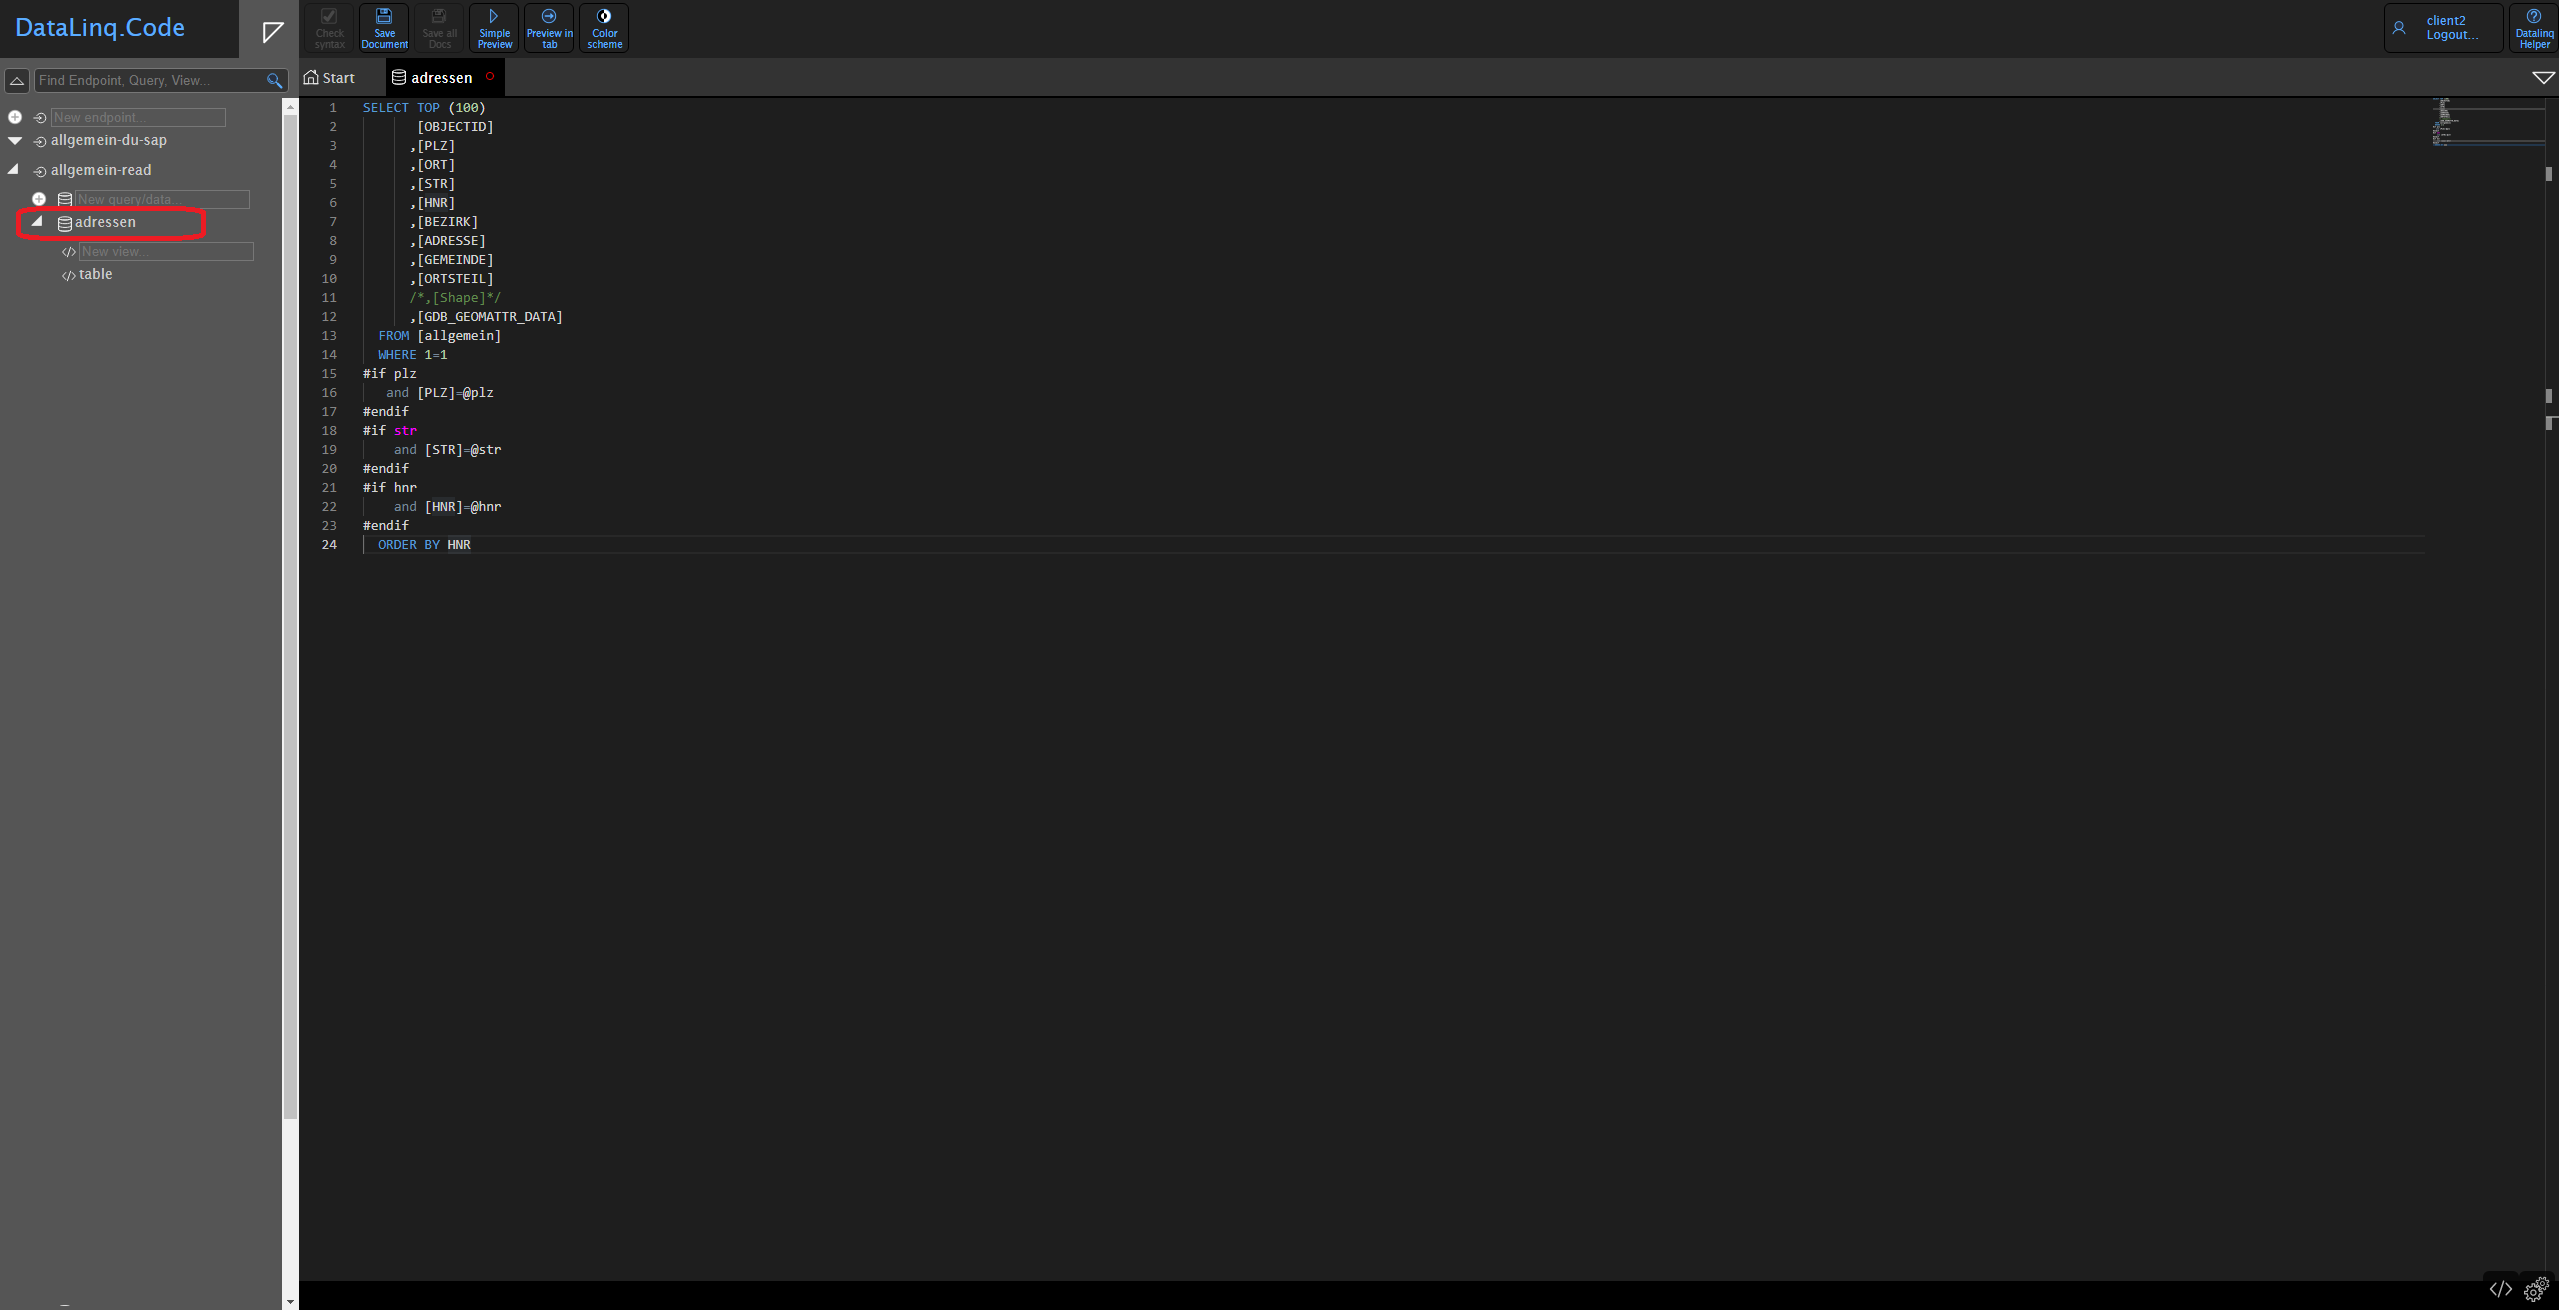 DataLinq.Code
Check syntax
Save Document
Save all Docs
Simple Preview
Preview in tab
Color scheme
client2
Logout...
Datalinq Helper
Find Endpoint, Query, View...
Start
adressen
New endpoint...
allgemein-du-sap
allgemein-read
New query/data...
adressen
New view...
</> table
1 SELECT TOP (100)
2 [OBJECTID]
3 ,[PLZ]
4 ,[ORT]
5 ,[STR]
6 ,[HNR]
7 ,[BEZIRK]
8 ,[ADRESSE]
9 ,[GEMEINDE]
10 ,[ORTSTEIL]
11 /*,[Shape]*/
12 ,[GDB_GEOMATTR_DATA]
13 FROM [allgemein]
14 WHERE 1=1
15 #if plz
16 and [PLZ]=@plz
17 #endif
18 #if str
19 and [STR]=@str
20 #endif
21 #if hnr
22 and [HNR]=@hnr
23 #endif
24 ORDER BY HNR